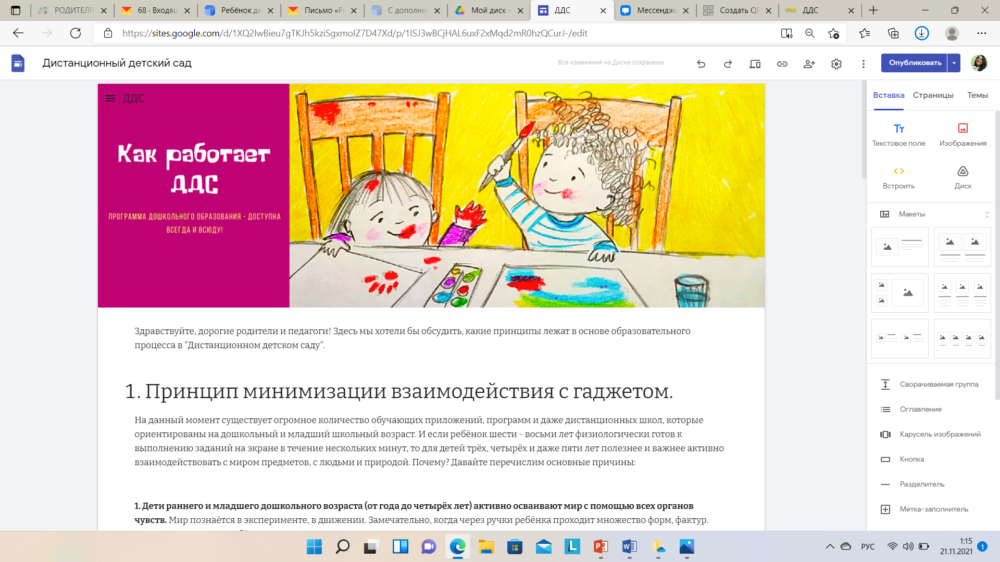 РОДИТЕЛЯ
68 · Входящ
Ребёнок де
Письмо «Fw
С дополнен
Мой диск –
ДДС
Мессендже
Создать QR
ДДС
https://sites.google.com/d/1XQ2IwBieu7gTKJh5kziSgxmoIZ7D47Xd/p/1ISJ3wBCjHAL6uxF2xMqd2mR0hzQCurJ-/edit
Дистанционный детский сад
Все изменения на Диске сохранены
Опубликовать
ДДС
Как работает
ДДС
ПРОГРАММА ДОШКОЛЬНОГО ОБРАЗОВАНИЯ - ДОСТУПНА
ВСЕГДА И ВСЮДУ!
Здравствуйте, дорогие родители и педагоги! Здесь мы хотели бы обсудить, какие принципы лежат в основе образовательного
процесса в "Дистанционном детском саду".
1. Принцип минимизации взаимодействия с гаджетом.
На данный момент существует огромное количество обучающих приложений, программ и даже дистанционных школ, которые
ориентированы на дошкольный и младший школьный возраст. И если ребёнок шести - восьми лет физиологически готов к
выполнению заданий на экране в течение нескольких минут, то для детей трёх, четырёх и даже пяти лет полезнее и важнее активно
взаимодействовать с миром предметов, с людьми и природой. Почему? Давайте перечислим основные причины:
1. Дети раннего и младшего дошкольного возраста (от года до четырёх лет) активно осваивают мир с помощью всех органов
чувств. Мир познаётся в эксперименте, в движении. Замечательно, когда через ручки ребёнка проходит множество форм, фактур.
Вставка
Страницы
Темы
Текстовое поле
Изображения
Встроить
Диск
Макеты
Сворачиваемая группа
Оглавление
Карусель изображений
Кнопка
Разделитель
Метка-заполнитель
РУС
1:15
21.11.2021
1